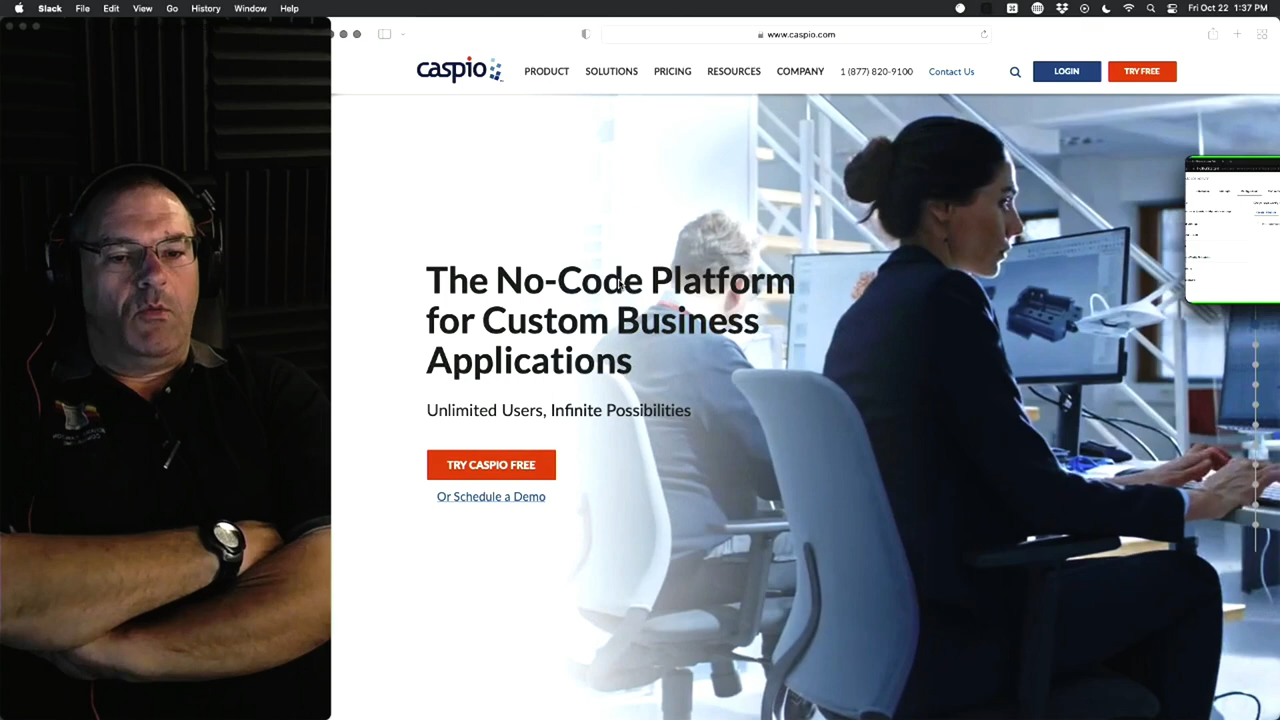 Slack File Edit View Go History Window Help
Fri Oct 22 1:37 PM
www.caspio.com
caspio
PRODUCT SOLUTIONS PRICING RESOURCES COMPANY 1 (877) 820-9100 Contact Us LOGIN TRY FREE
The No-Code Platform
for Custom Business
Applications
Unlimited Users, Infinite Possibilities
TRY CASPIO FREE
Or Schedule a Demo